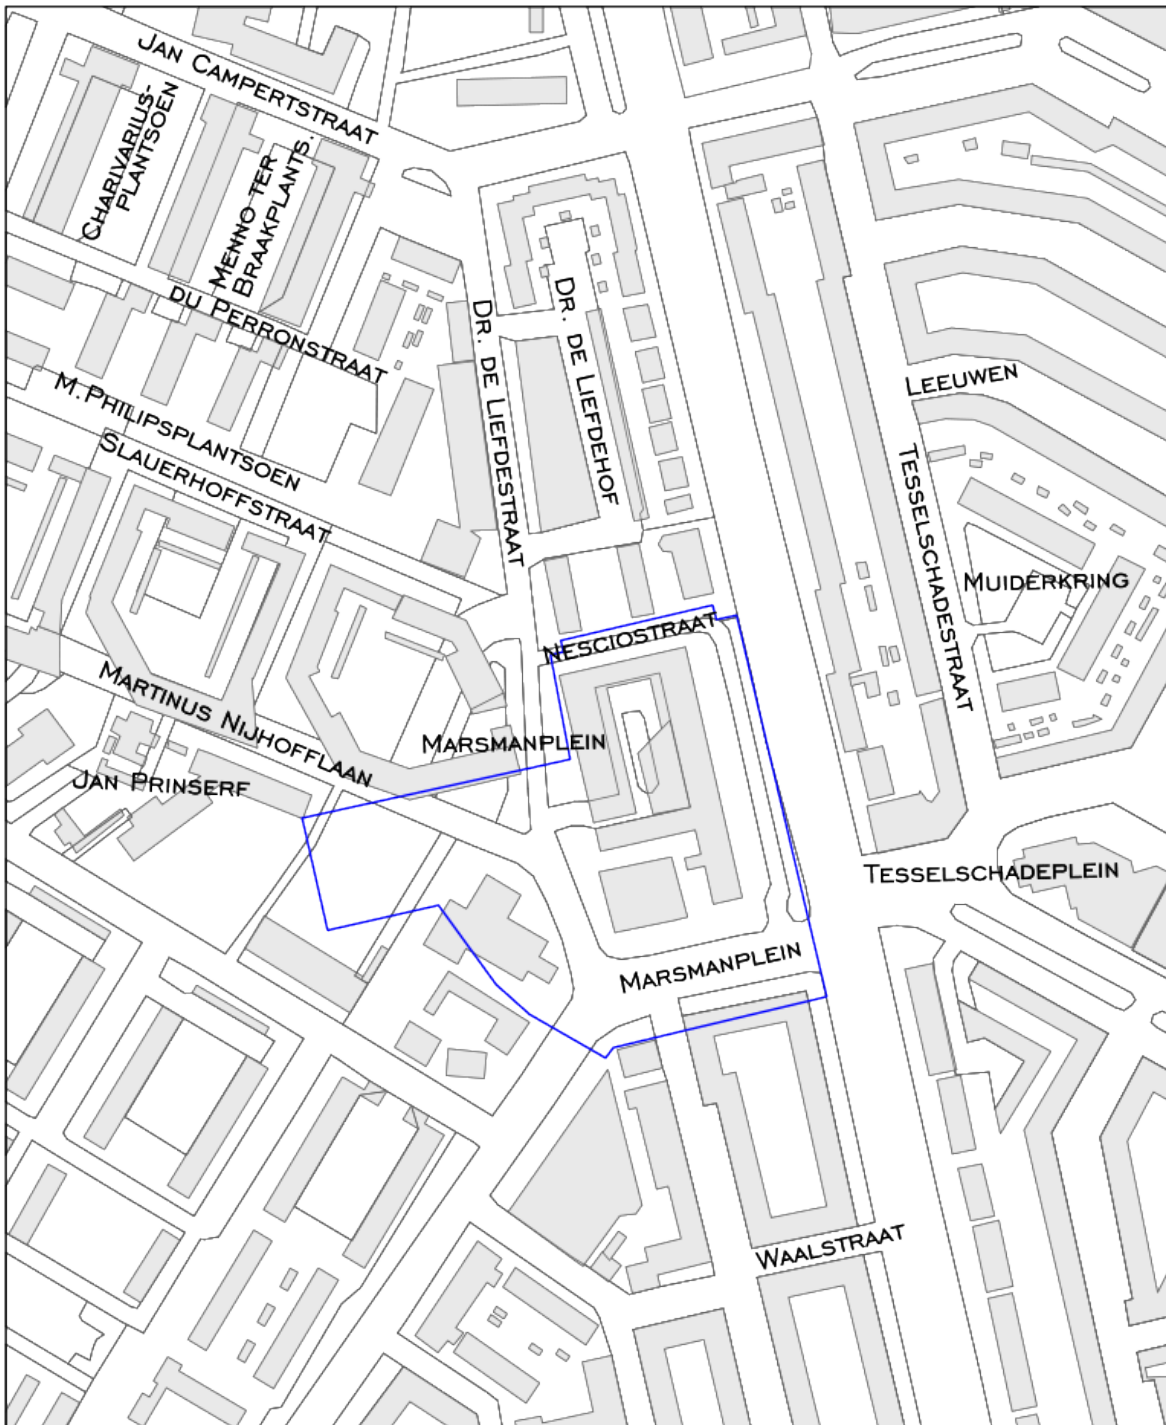 JAN CAMPERTSTRAAT
CHARIVARIUS-
PLANTSOEN
MENNO TER
BRAAKPLANTS.
DU PERRONSTRAAT
DR. DE LIEFDESTRAAT
DR. DE LIEFDEHOF
M. PHILIPSPLANTSOEN
SLAUERHOFFSTRAAT
LEEUWEN
TESSELSCHADESTRAAT
MUIDERKRING
NESCIOSTRAAT
MARTINUS NIJHOFFLAAN
MARSMANPLEIN
JAN PRINSERF
TESSELSCHADEPLEIN
MARSMANPLEIN
WAALSTRAAT